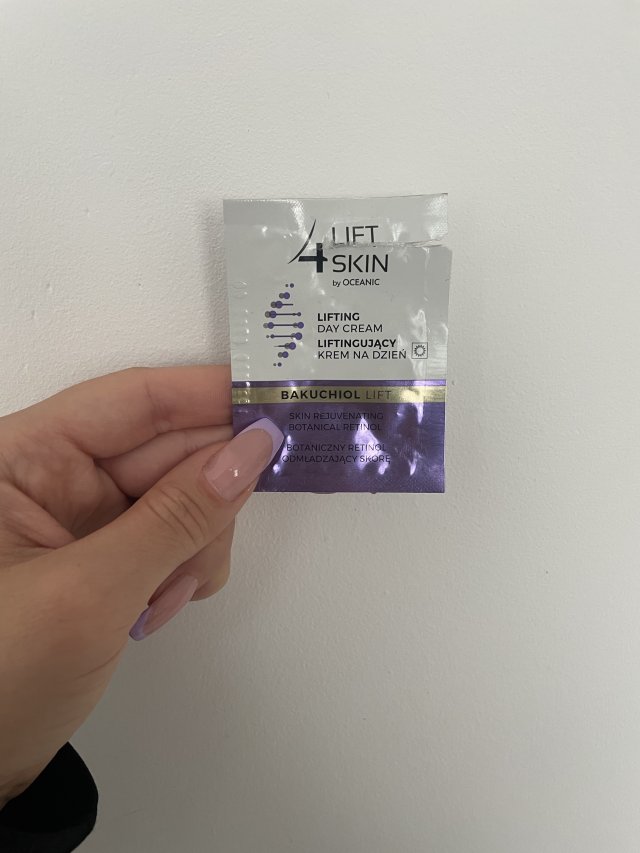 4 LIFT
SKIN
by OCEANIC
LIFTING
DAY CREAM
LIFTINGUJĄCY
KREM NA DZIEŃ
BAKUCHIOL LIFT
SKIN REJUVENATING
BOTANICAL RETINOL
BOTANICZNY RETINOL
ODMŁADZAJĄCY SKÓRĘ